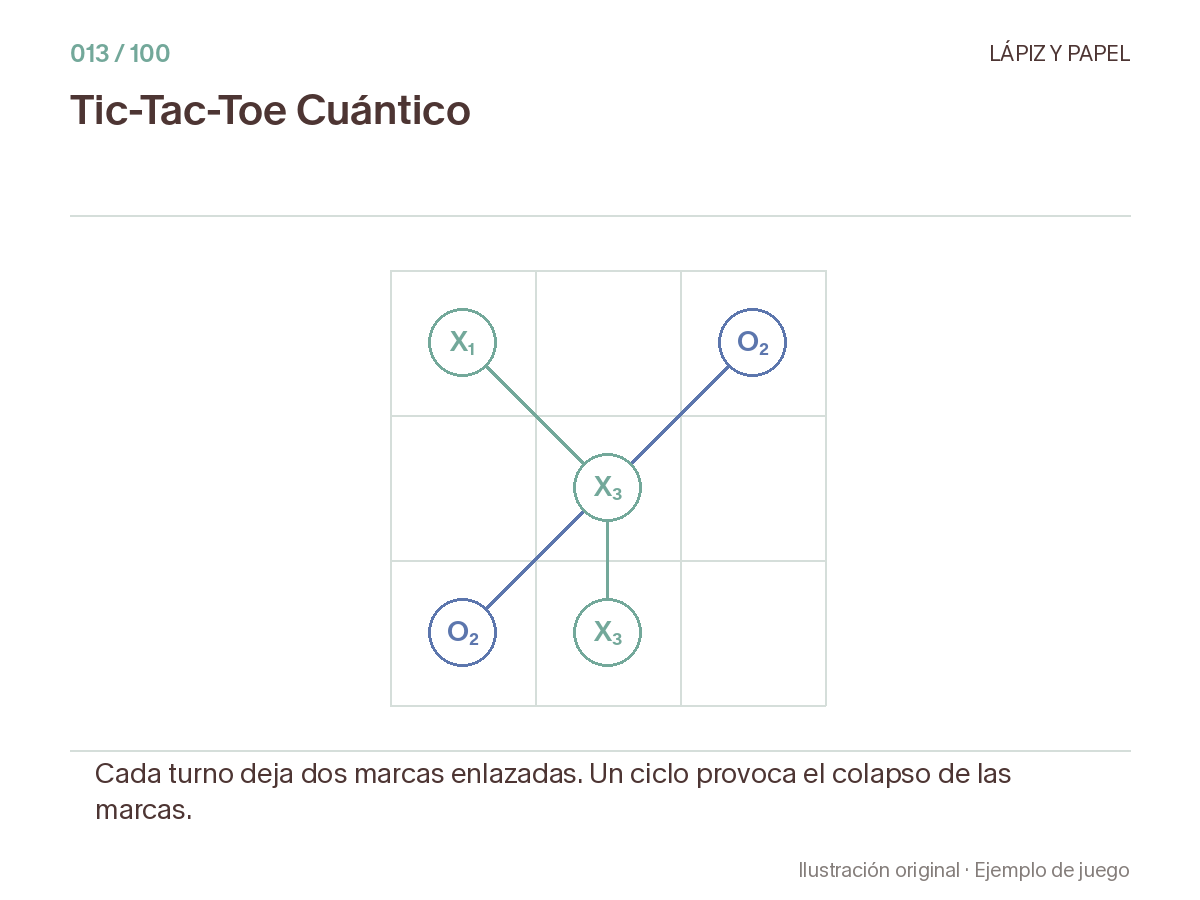 013 / 100
LÁPIZ Y PAPEL
Tic-Tac-Toe Cuántico
X₁
O₂
X₃
O₂
X₃
Cada turno deja dos marcas enlazadas. Un ciclo provoca el colapso de las
marcas.
Ilustración original · Ejemplo de juego